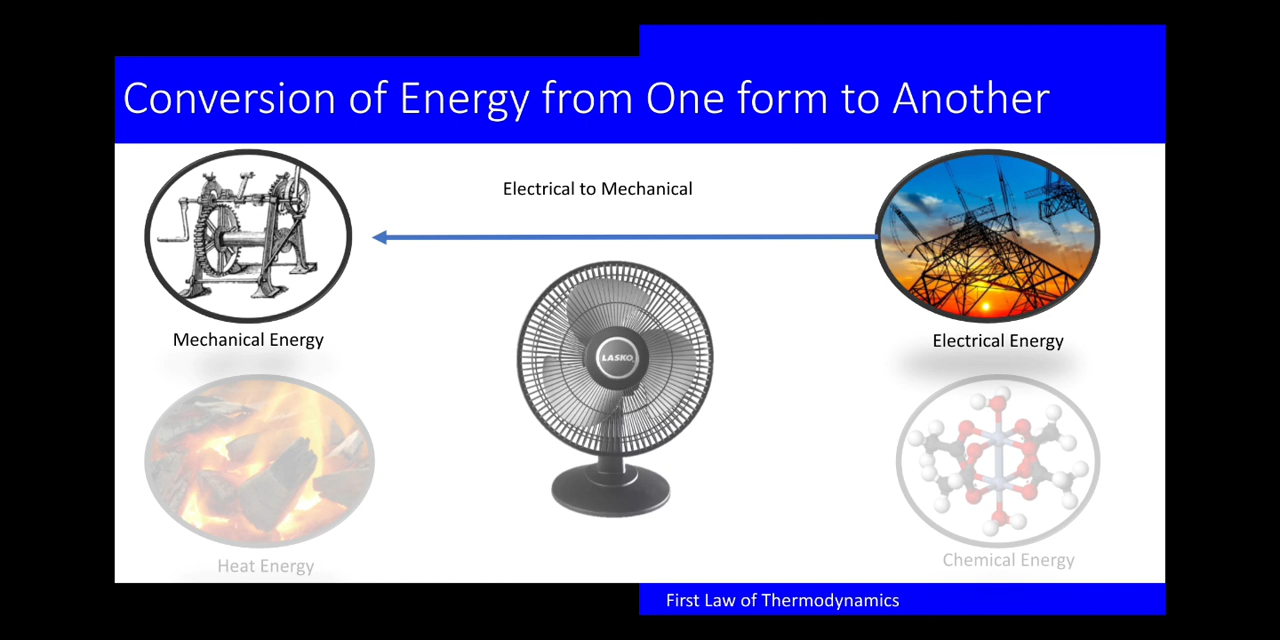 Conversion of Energy from One form to Another
Electrical to Mechanical
LASKO
Mechanical Energy
Electrical Energy
Heat Energy
Chemical Energy
First Law of Thermodynamics